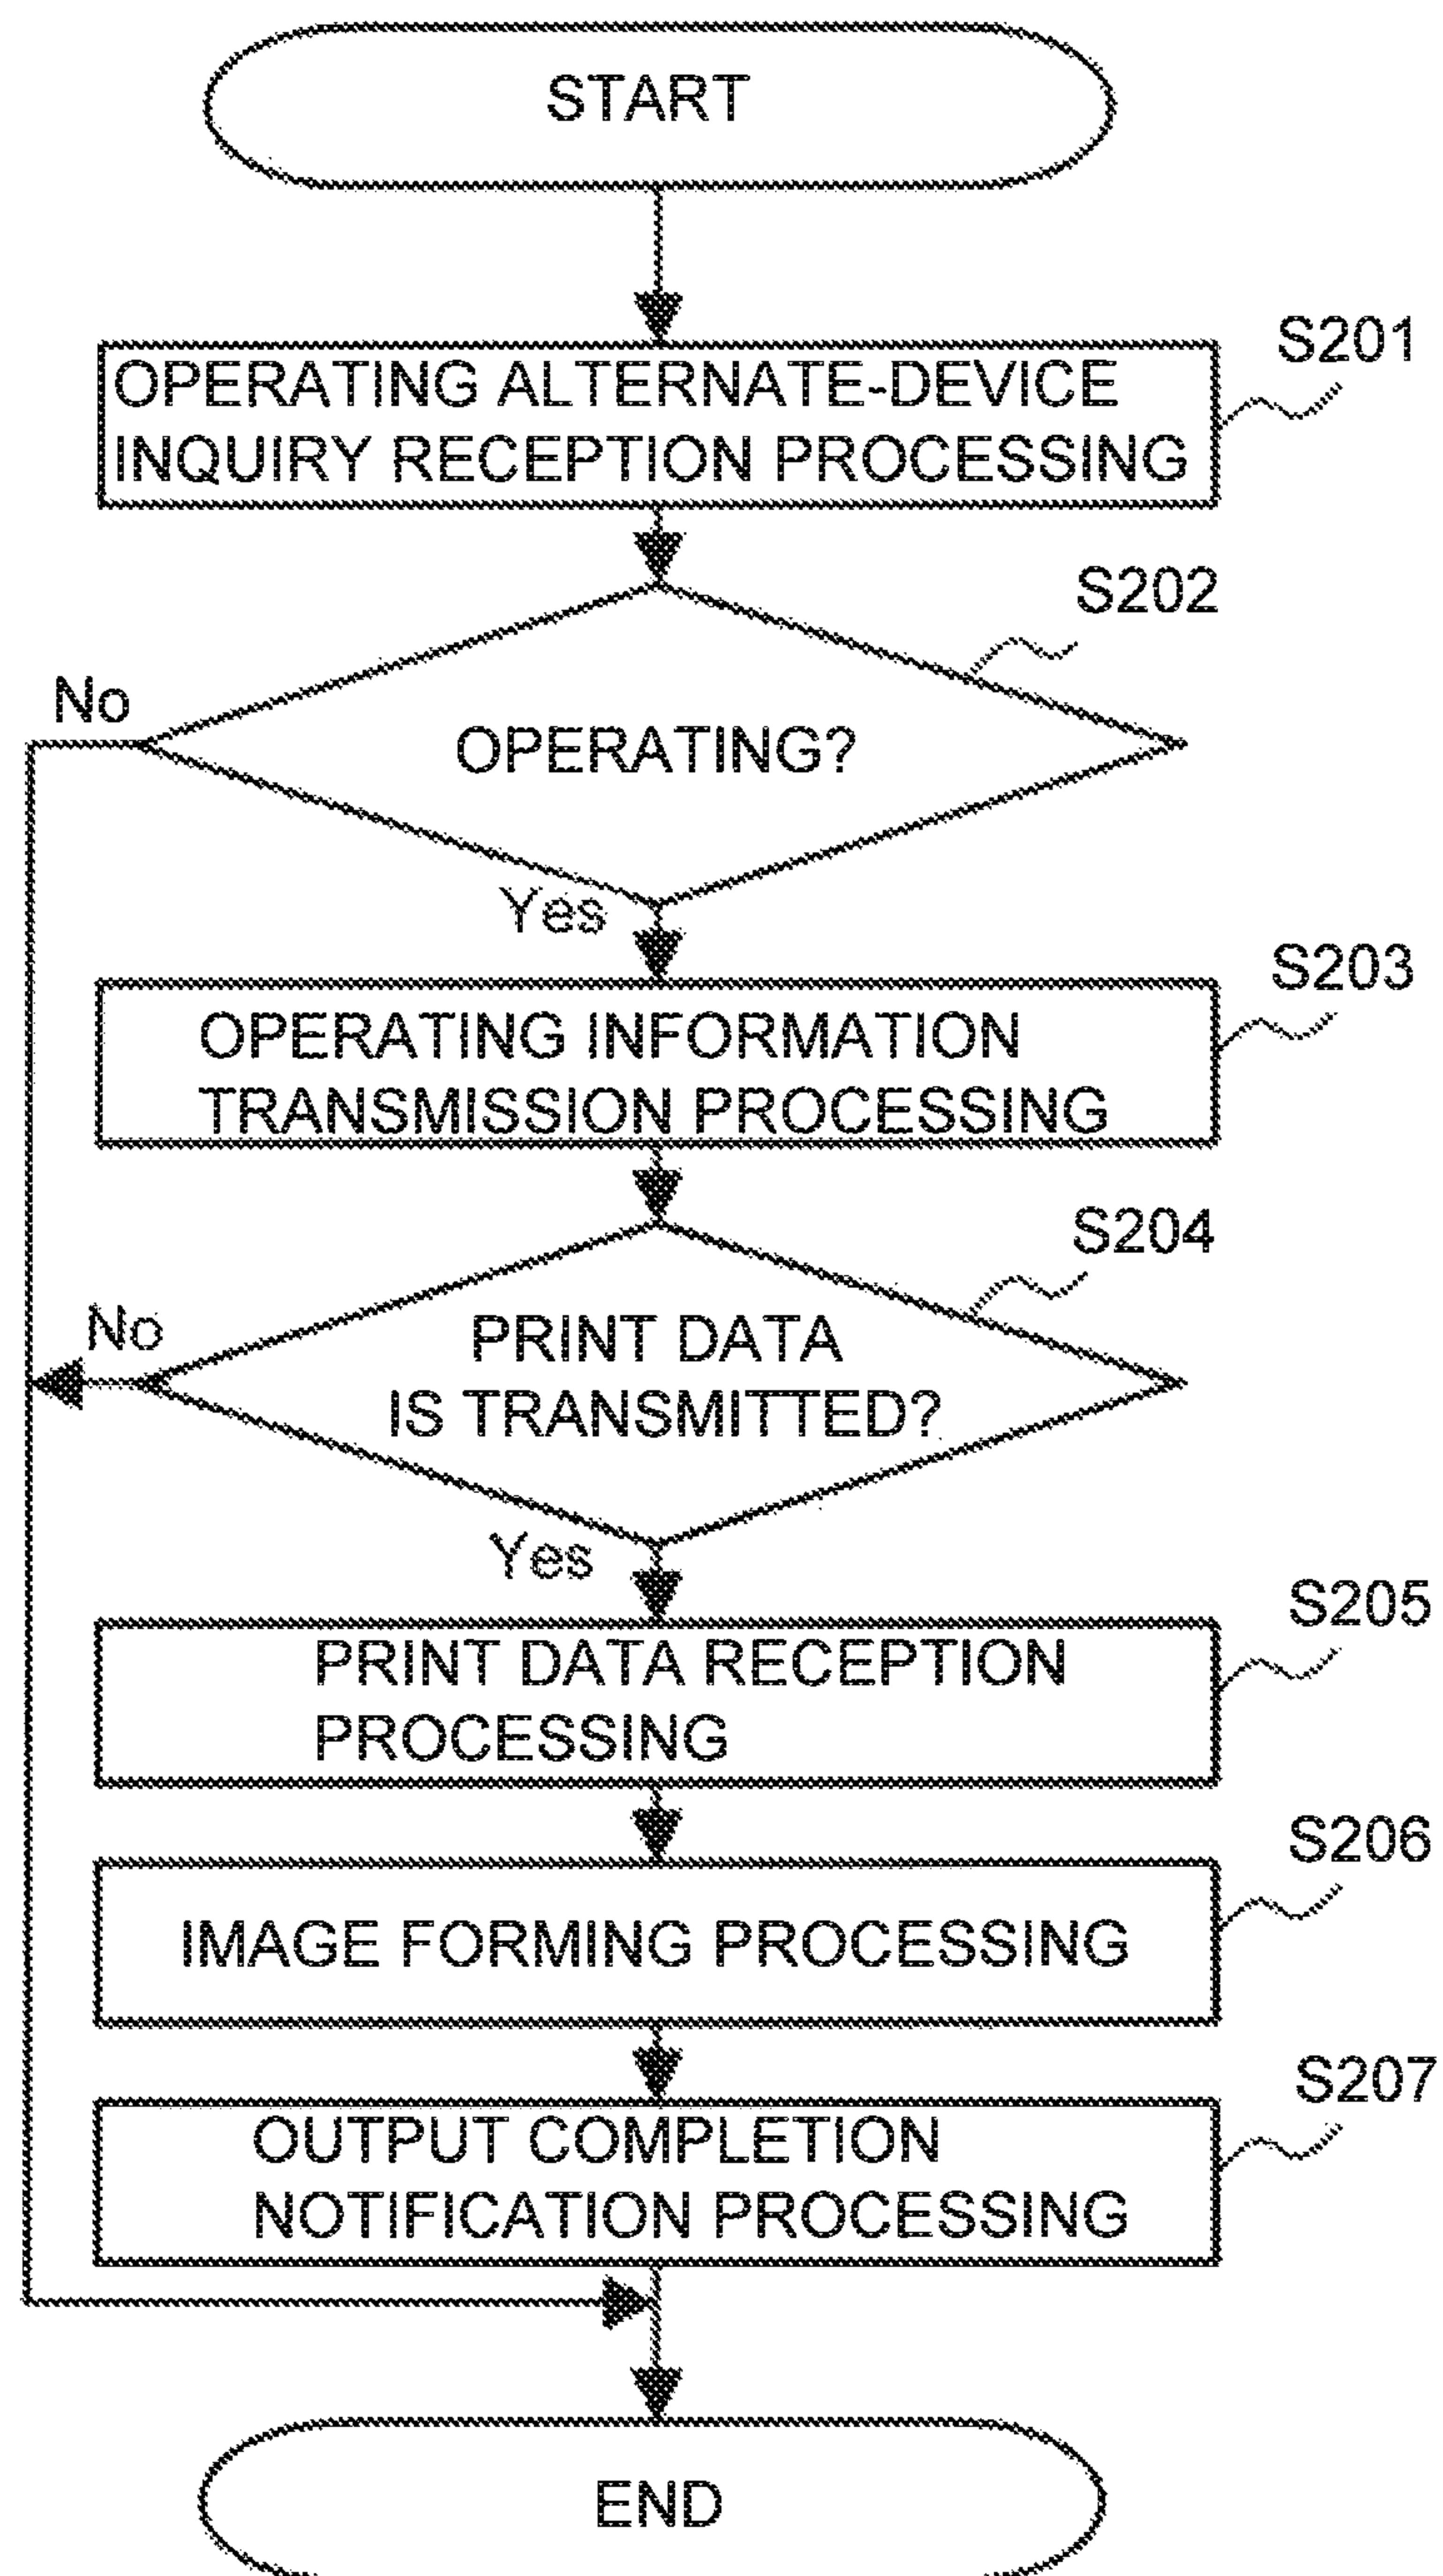 START
S201
OPERATING ALTERNATE-DEVICE
INQUIRY RECEPTION PROCESSING
S202
No
OPERATING?
Yes
S203
OPERATING INFORMATION
TRANSMISSION PROCESSING
S204
No
PRINT DATA
IS TRANSMITTED?
Yes
S205
PRINT DATA RECEPTION
PROCESSING
S206
IMAGE FORMING PROCESSING
S207
OUTPUT COMPLETION
NOTIFICATION PROCESSING
END